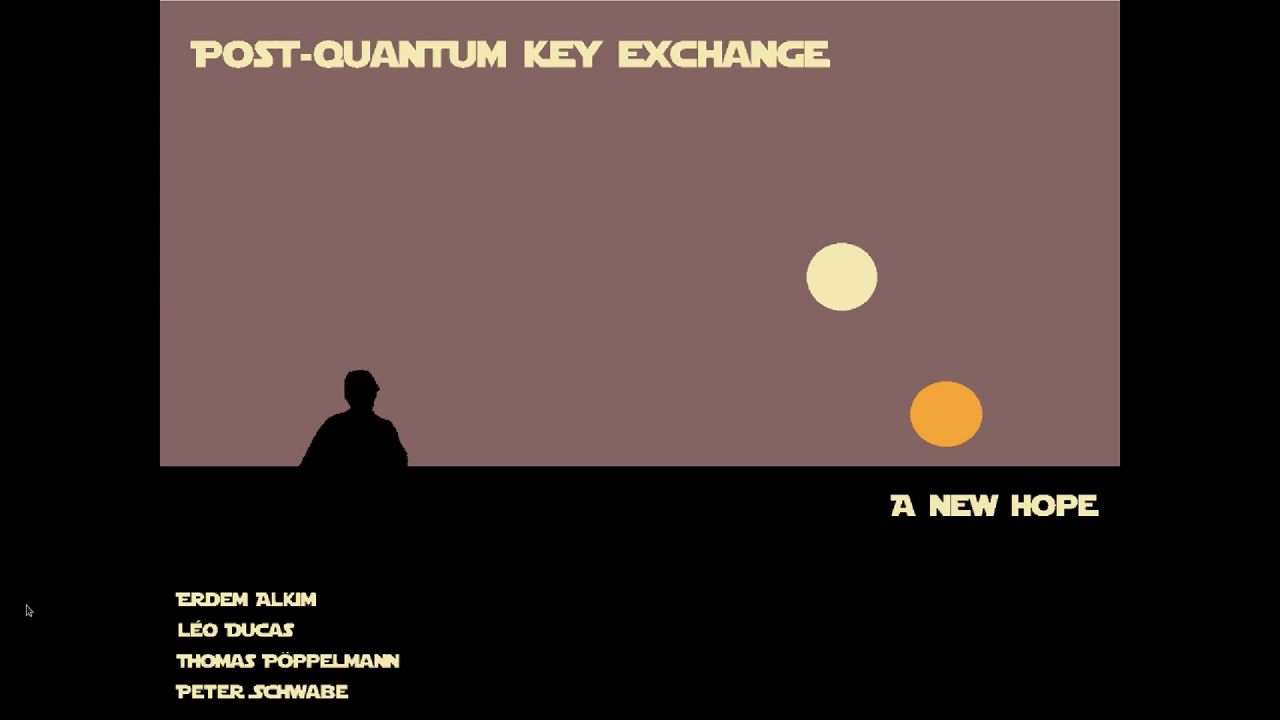 Post-Quantum Key Exchange
A New Hope
Erdem Alkim
Léo Ducas
Thomas Pöppelmann
Peter Schwabe